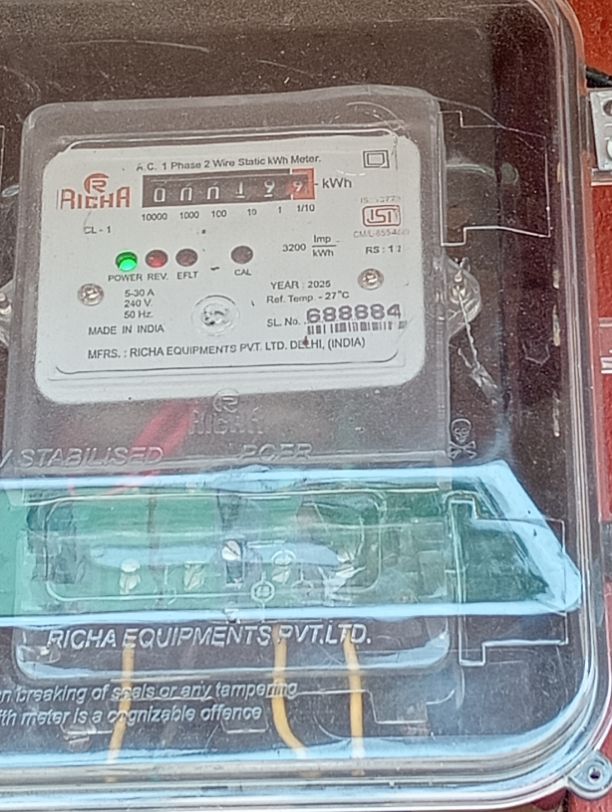 A.C. 1 Phase 2 Wire Static kWh Meter.
RICHA
kWh
10000 1000 100 10 1 1/10
CL - 1
ISI
3200 Imp/kWh
RS : 11
POWER REV. EFLT CAL
5-30 A
240 V.
50 Hz.
YEAR : 2025
Ref. Temp. - 27°C
SL. No. 688884
MADE IN INDIA
MFRS. : RICHA EQUIPMENTS PVT. LTD. DELHI, (INDIA)
RICHA
STABILISED
RICHA EQUIPMENTS PVT.LTD.
breaking of seals or any tampering
meter is a cognizable offence